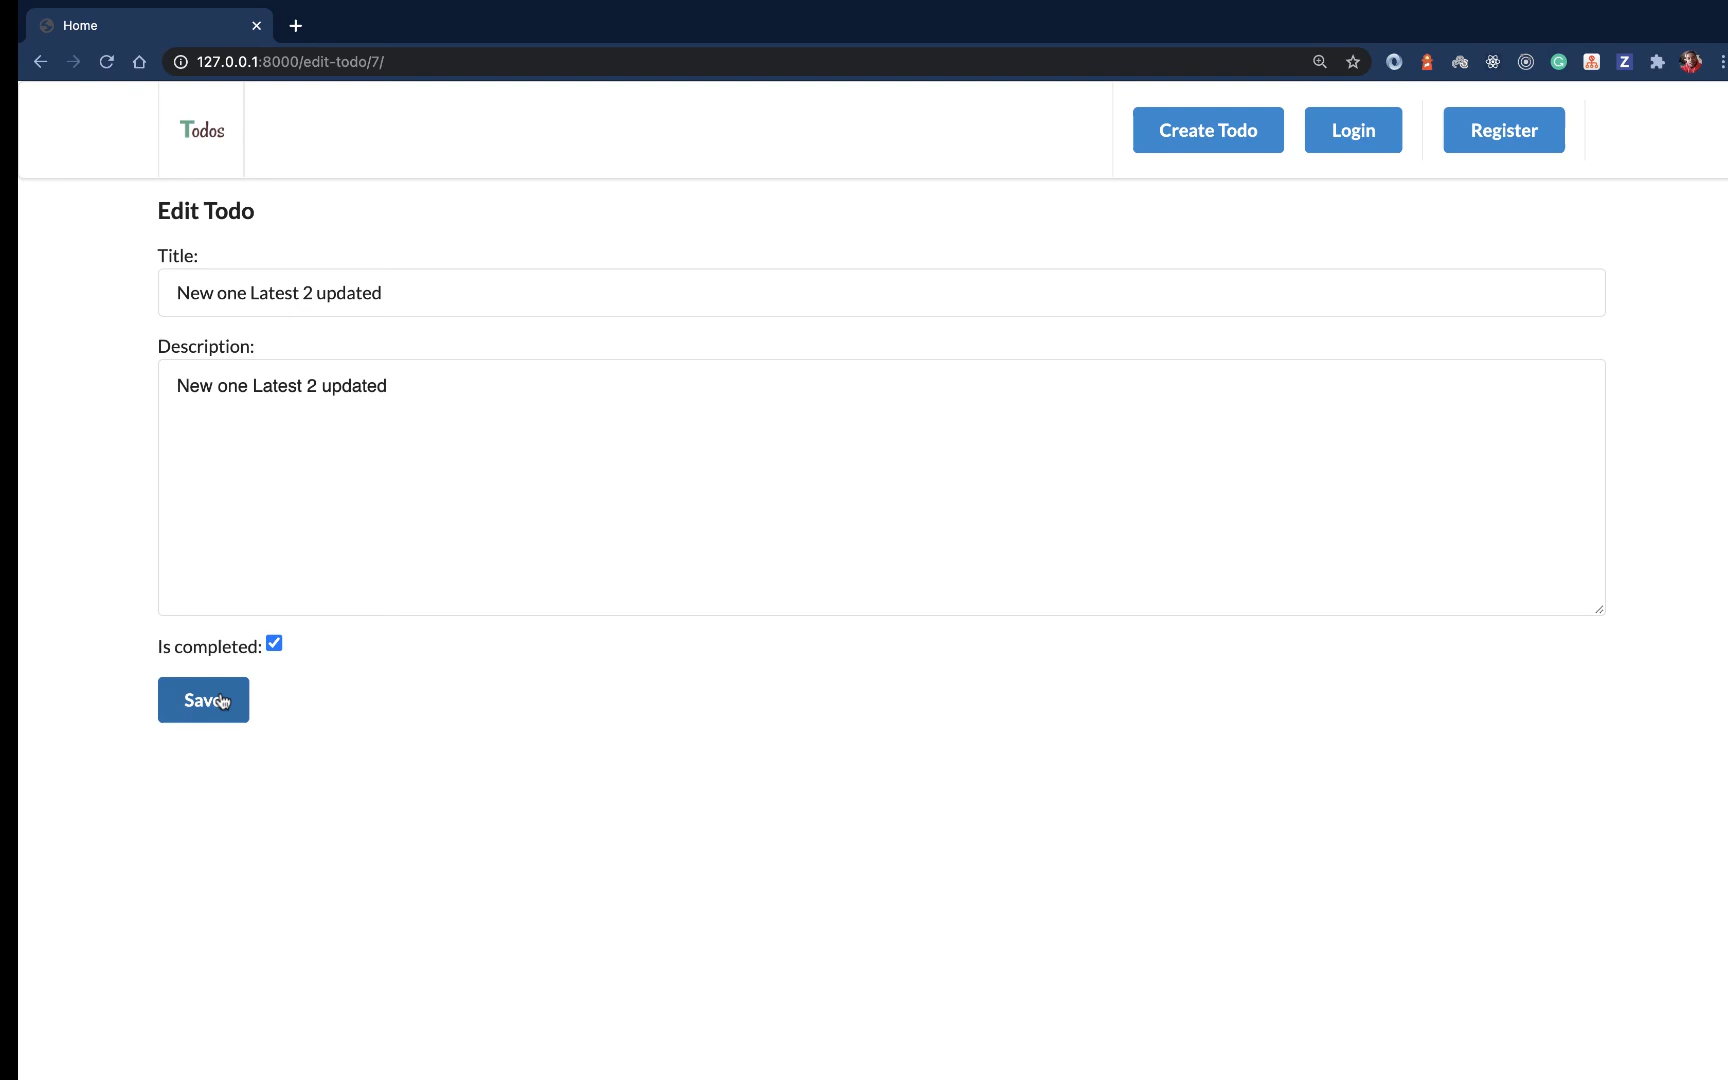 Home
127.0.0.1:8000/edit-todo/7/
Todos
Create Todo
Login
Register
Edit Todo
Title:
New one Latest 2 updated
Description:
New one Latest 2 updated
Is completed:
Save